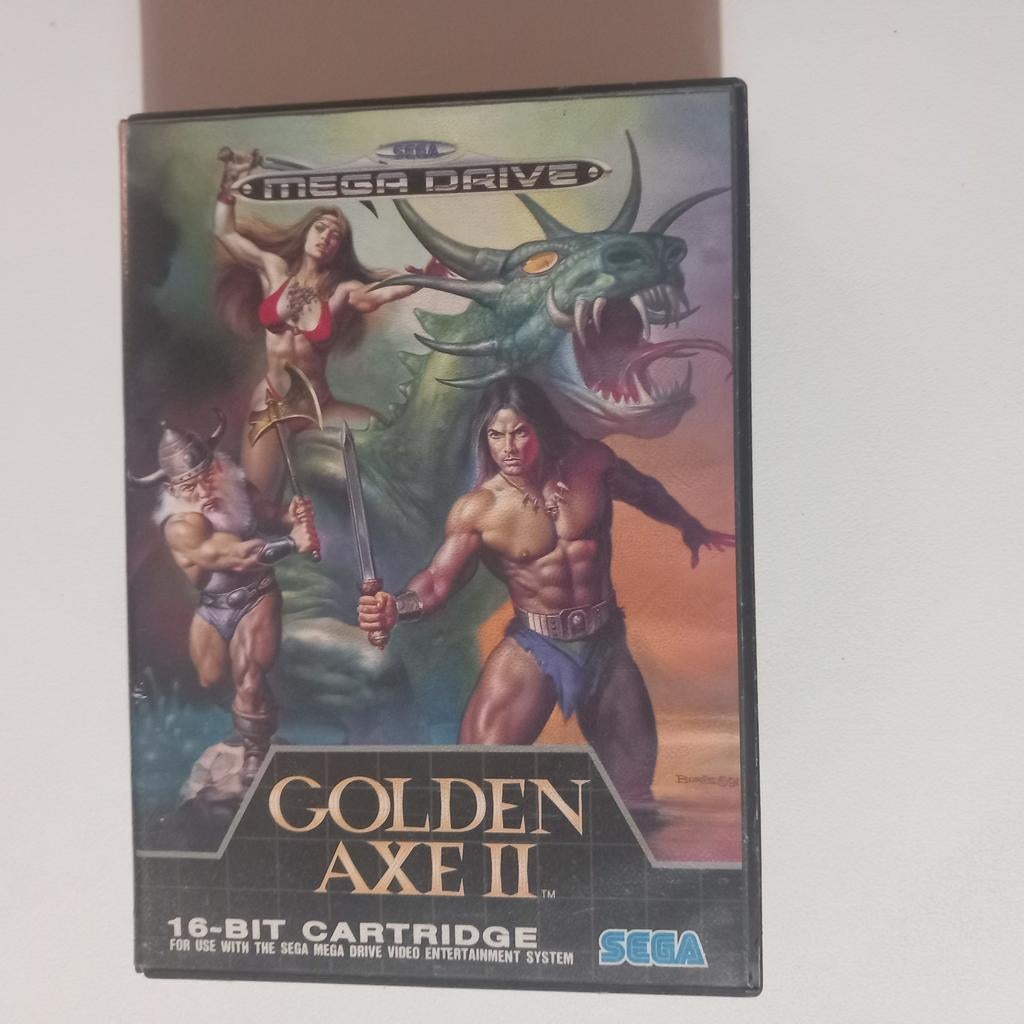 SEGA
MEGA DRIVE
GOLDEN
AXE II
TM
16-BIT CARTRIDGE
FOR USE WITH THE SEGA MEGA DRIVE VIDEO ENTERTAINMENT SYSTEM
SEGA